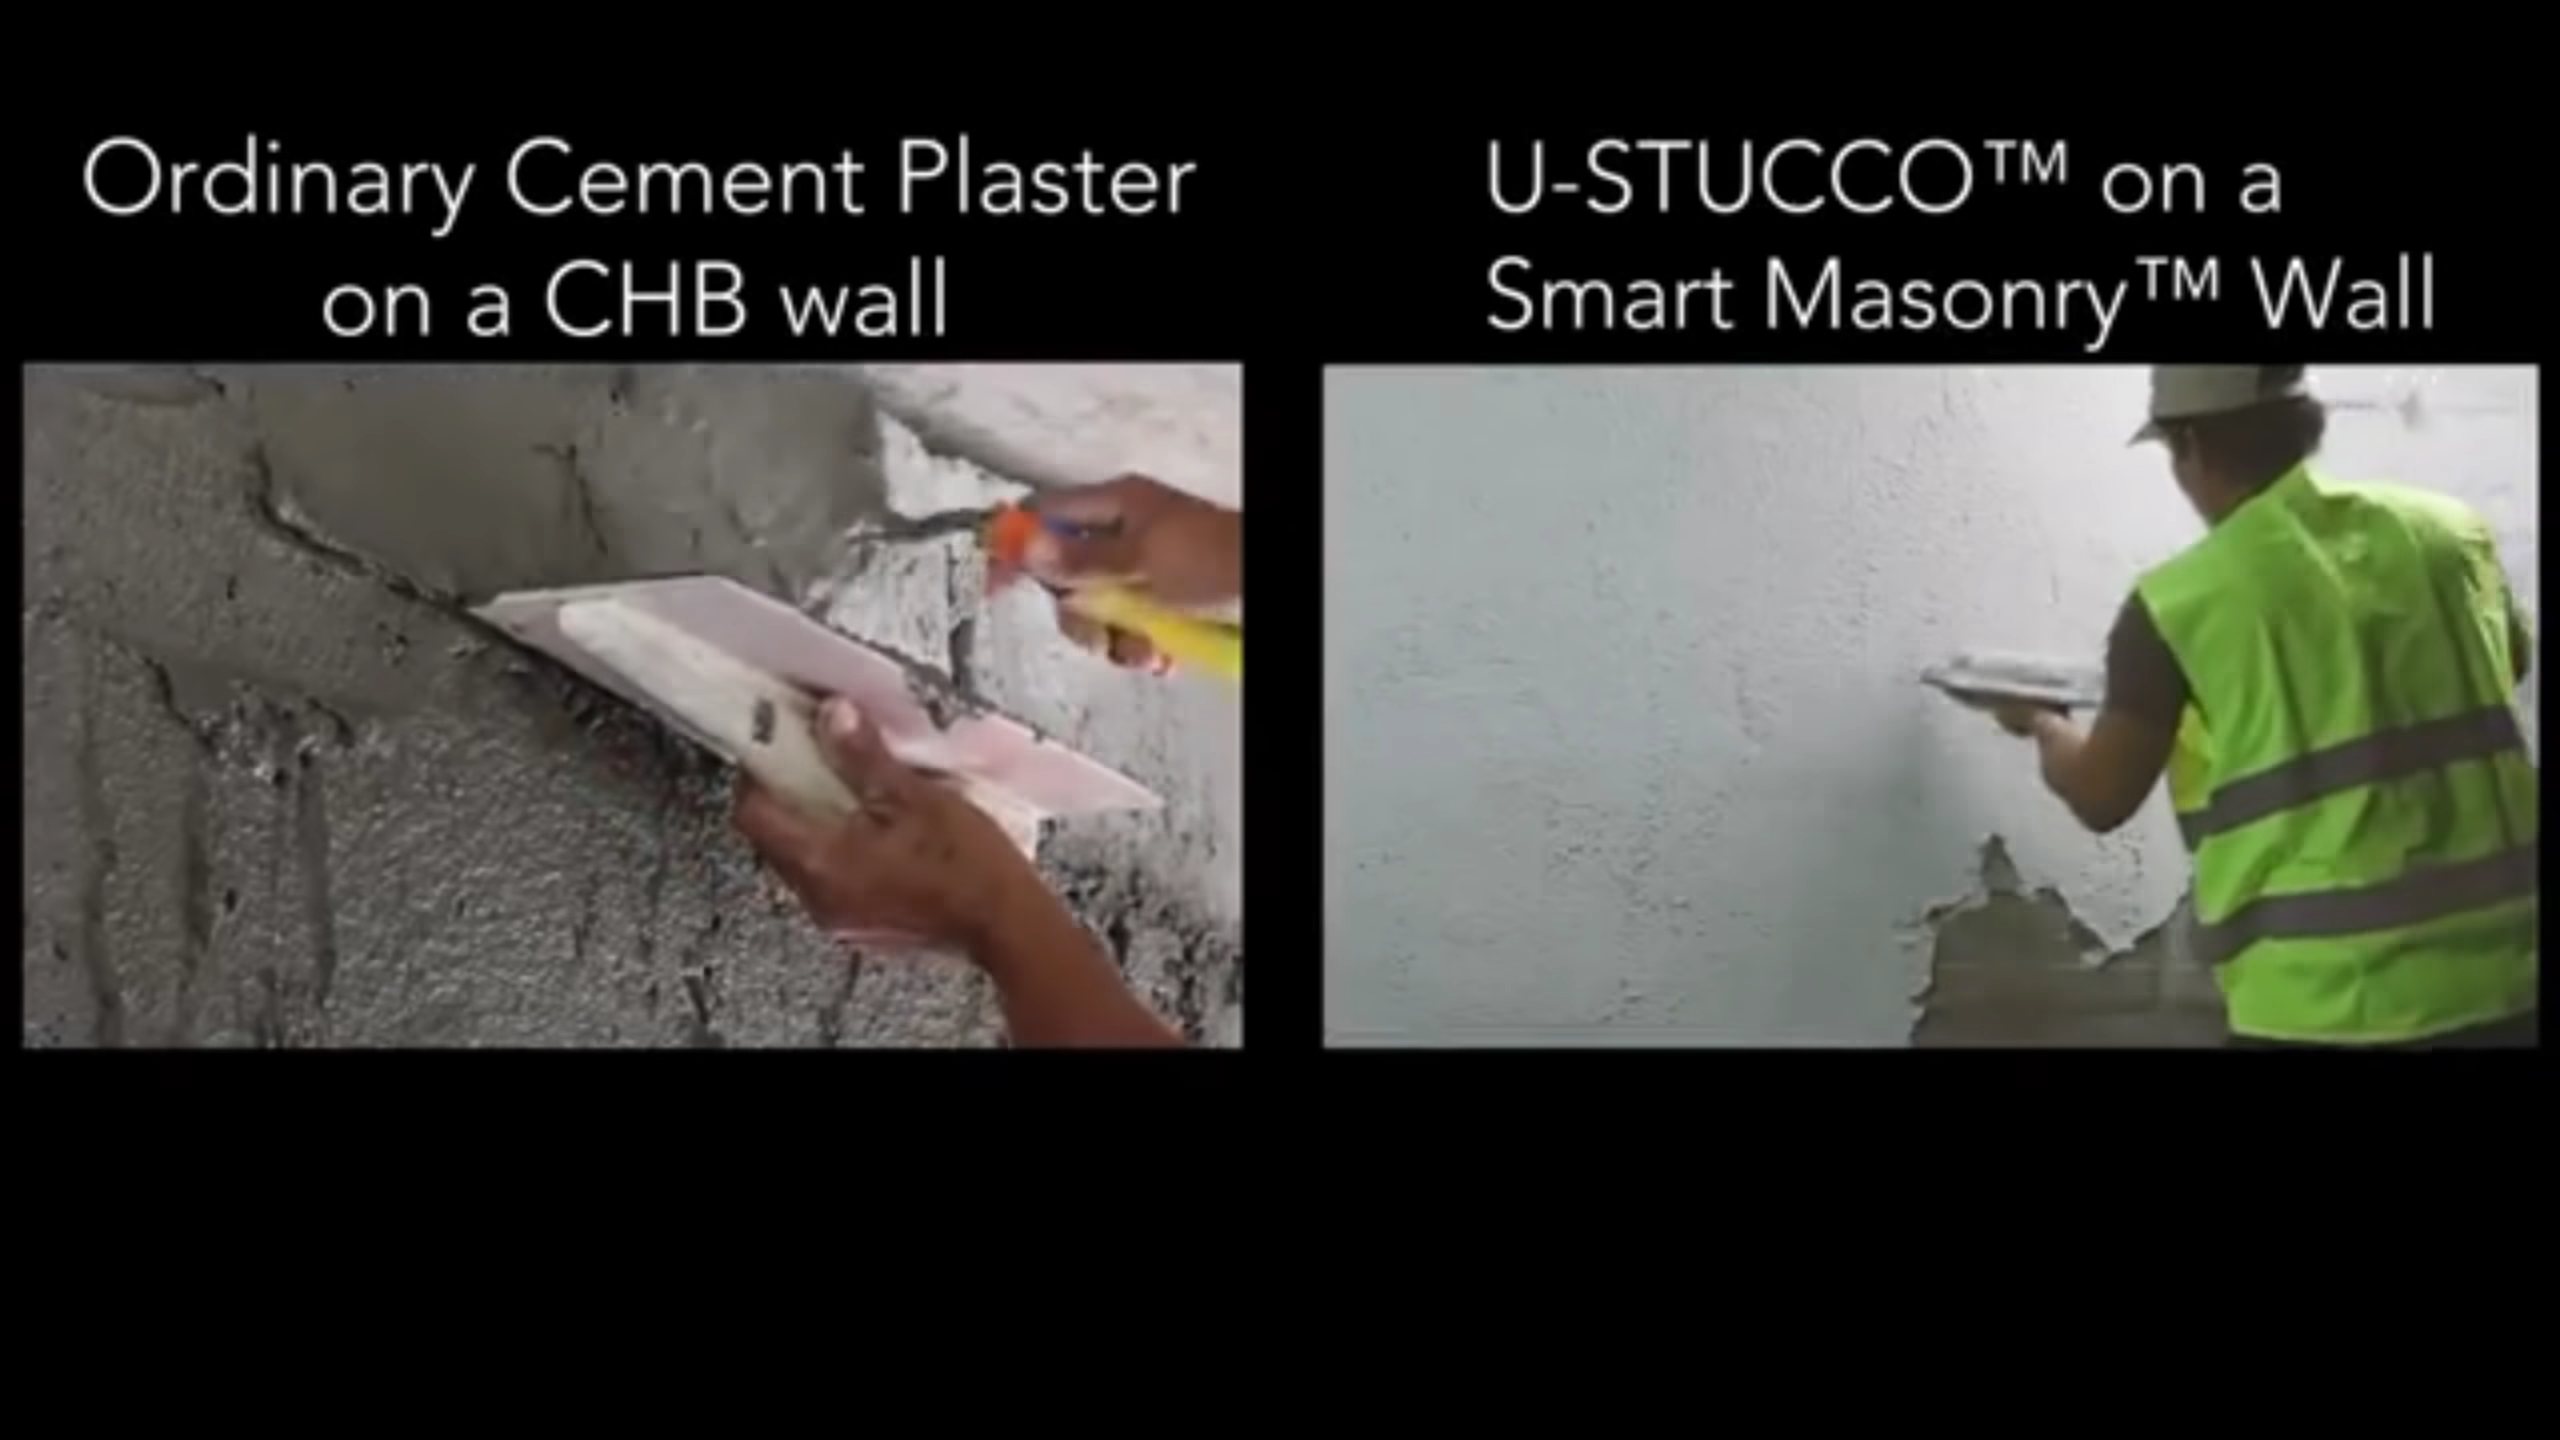 Ordinary Cement Plaster
on a CHB wall
U-STUCCO™ on a
Smart Masonry™ Wall